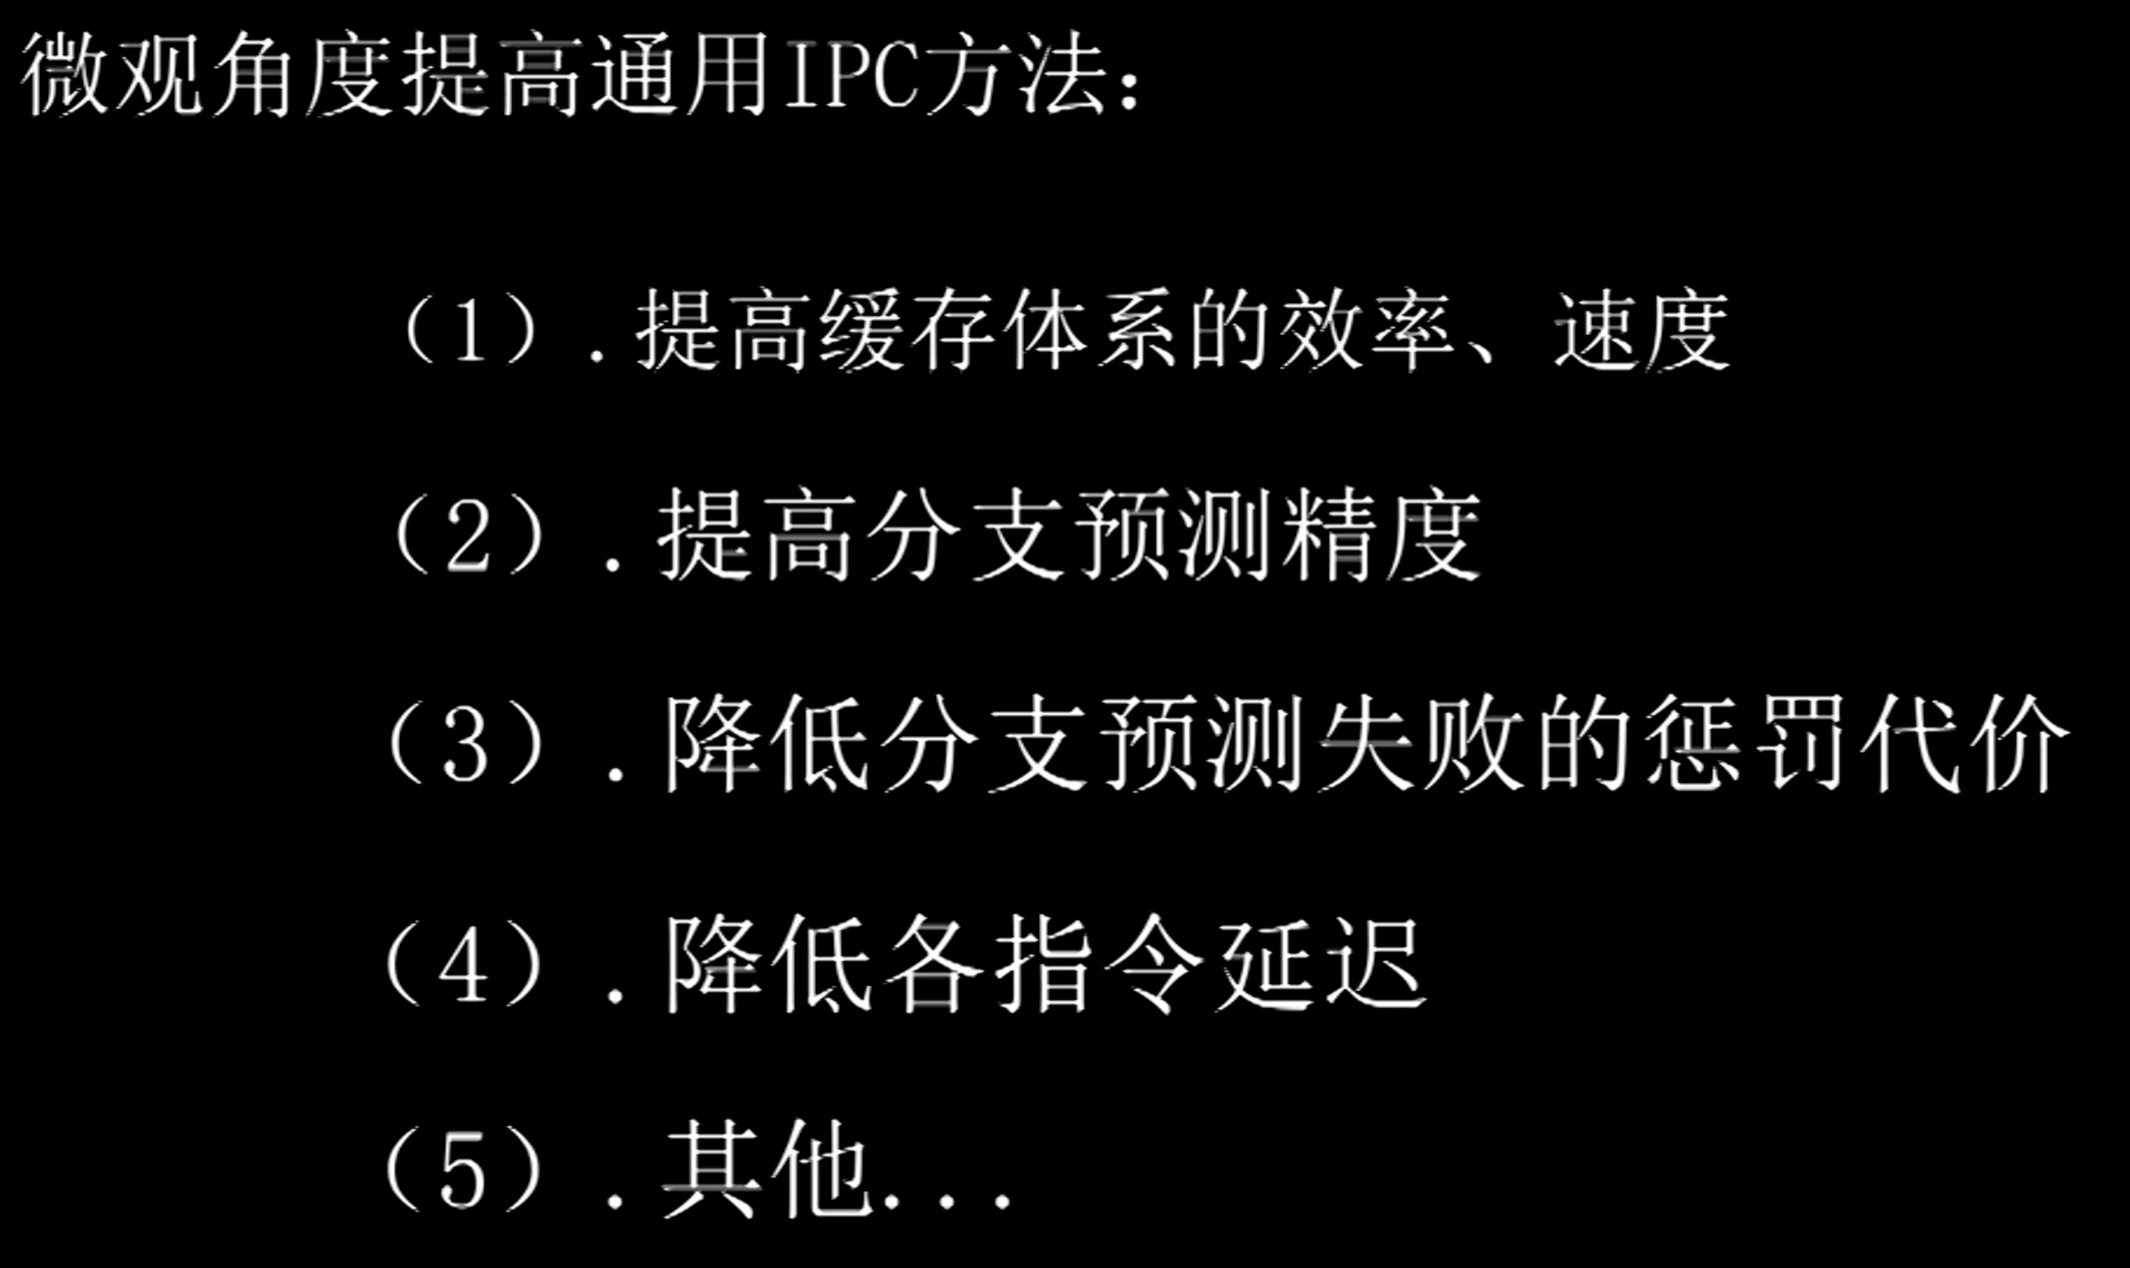 微观角度提高通用IPC方法：
（1）.提高缓存体系的效率、速度
（2）.提高分支预测精度
（3）.降低分支预测失败的惩罚代价
（4）.降低各指令延迟
（5）.其他...